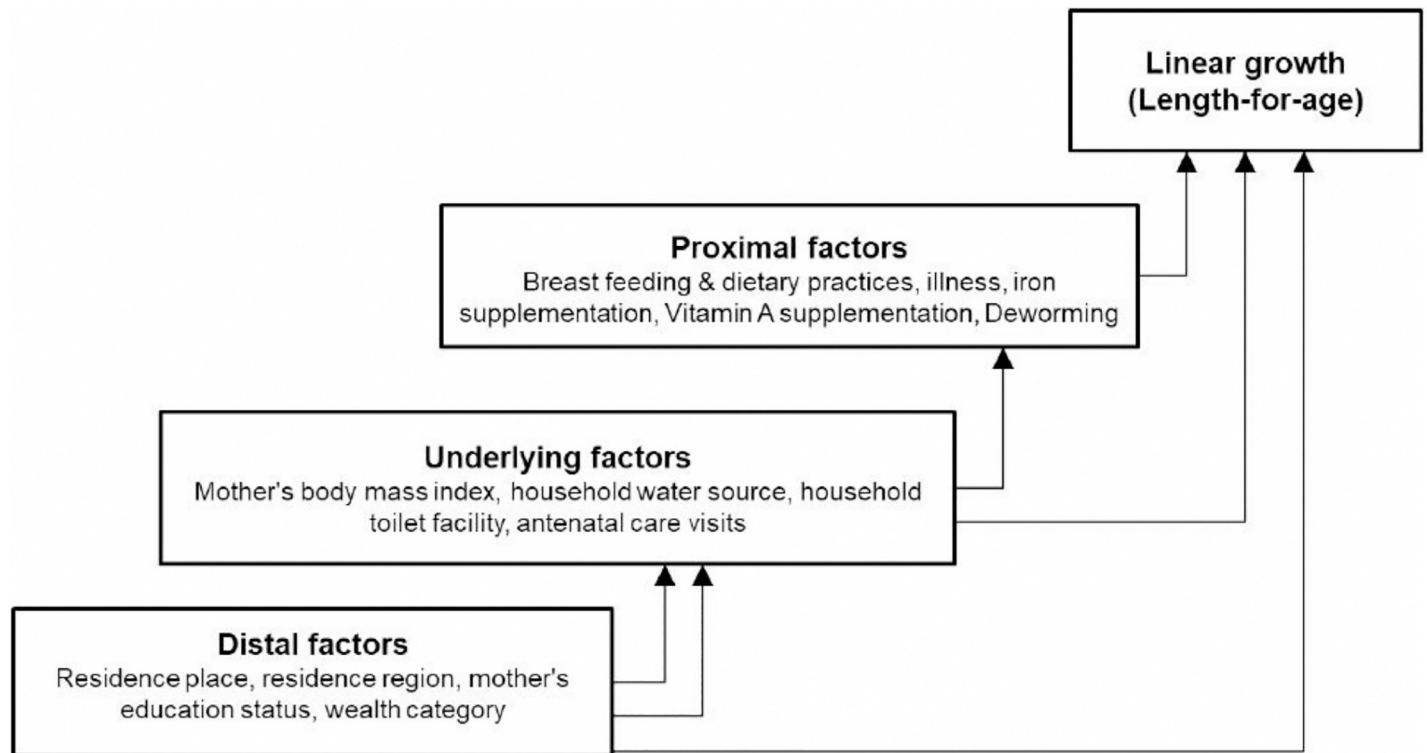 Linear growth
(Length-for-age)
Proximal factors
Breast feeding & dietary practices, illness, iron
supplementation, Vitamin A supplementation, Deworming
Underlying factors
Mother's body mass index, household water source, household
toilet facility, antenatal care visits
Distal factors
Residence place, residence region, mother's
education status, wealth category